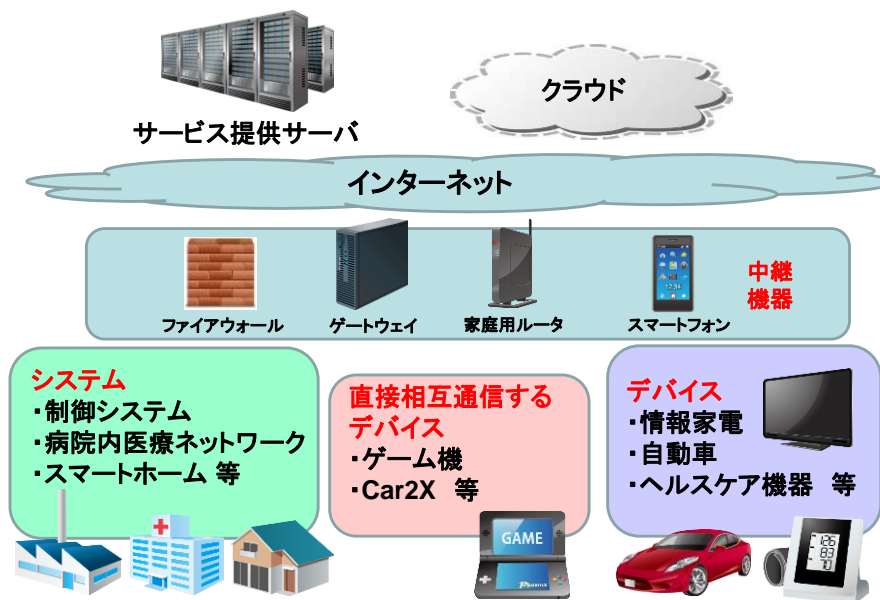 サービス提供サーバ
クラウド
インターネット
ファイアウォール
ゲートウェイ
家庭用ルータ
スマートフォン
中継
機器
システム
・制御システム
・病院内医療ネットワーク
・スマートホーム 等
直接相互通信する
デバイス
・ゲーム機
・Car2X 等
デバイス
・情報家電
・自動車
・ヘルスケア機器 等
12:34
GAME
126
83
70